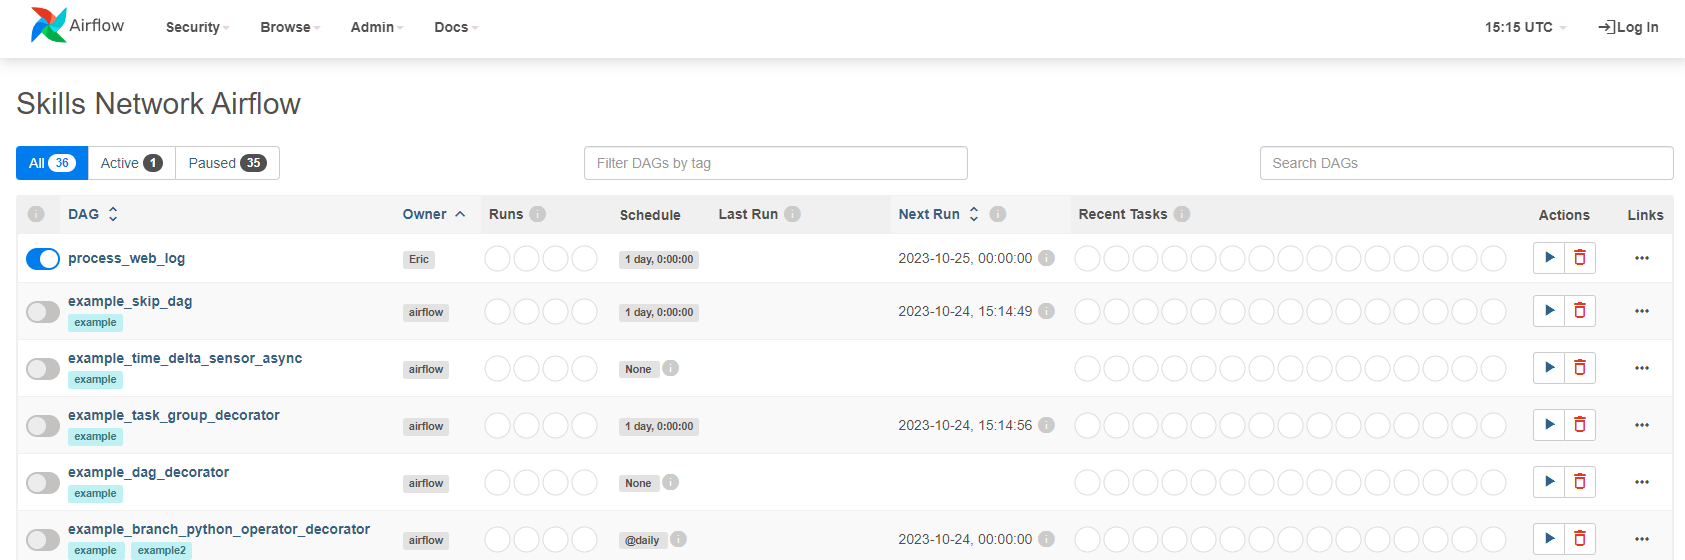 Airflow Security Browse Admin Docs 15:15 UTC Log In
Skills Network Airflow
All 36 Active 1 Paused 35 Filter DAGs by tag Search DAGs
i DAG Owner Runs i Schedule Last Run i Next Run i Recent Tasks i Actions Links
process_web_log Eric 1 day, 0:00:00 2023-10-25, 00:00:00 i
example_skip_dag airflow 1 day, 0:00:00 2023-10-24, 15:14:49 i
example
example_time_delta_sensor_async airflow None i
example
example_task_group_decorator airflow 1 day, 0:00:00 2023-10-24, 15:14:56 i
example
example_dag_decorator airflow None i
example
example_branch_python_operator_decorator airflow @daily i 2023-10-24, 00:00:00 i
example example2